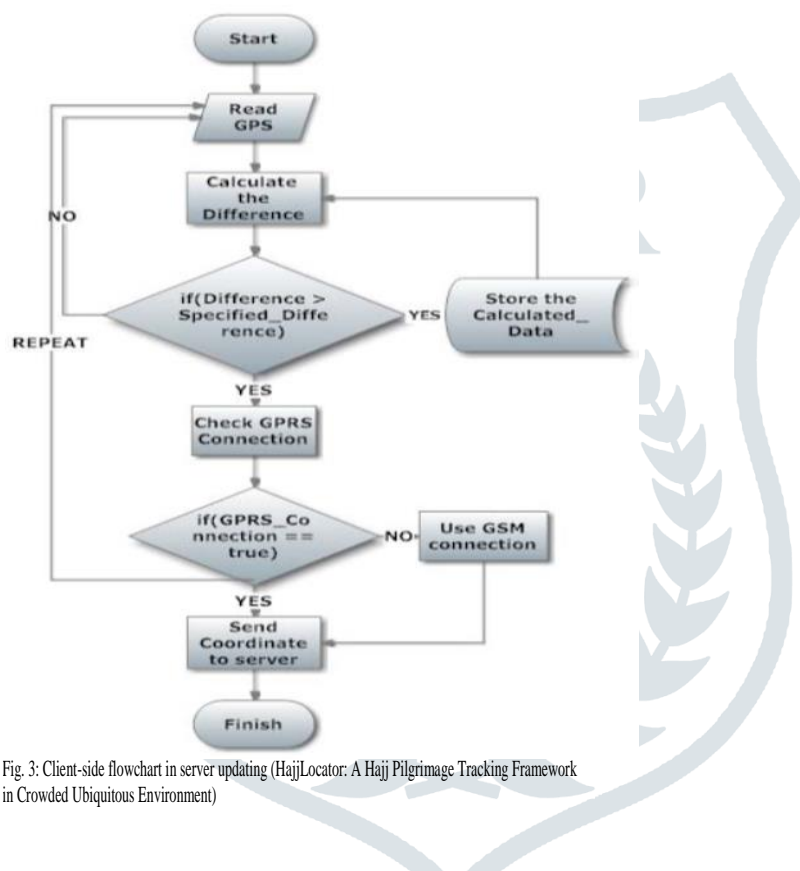 Start
Read
GPS
Calculate
the
Difference
NO
if(Difference >
Specified_Diffe
rence)
YES
Store the
Calculated_
Data
REPEAT
YES
Check GPRS
Connection
if(GPRS_Co
nnection ==
true)
NO
Use GSM
connection
YES
Send
Coordinate
to server
Finish
Fig. 3: Client-side flowchart in server updating (HajjLocator: A Hajj Pilgrimage Tracking Framework
in Crowded Ubiquitous Environment)